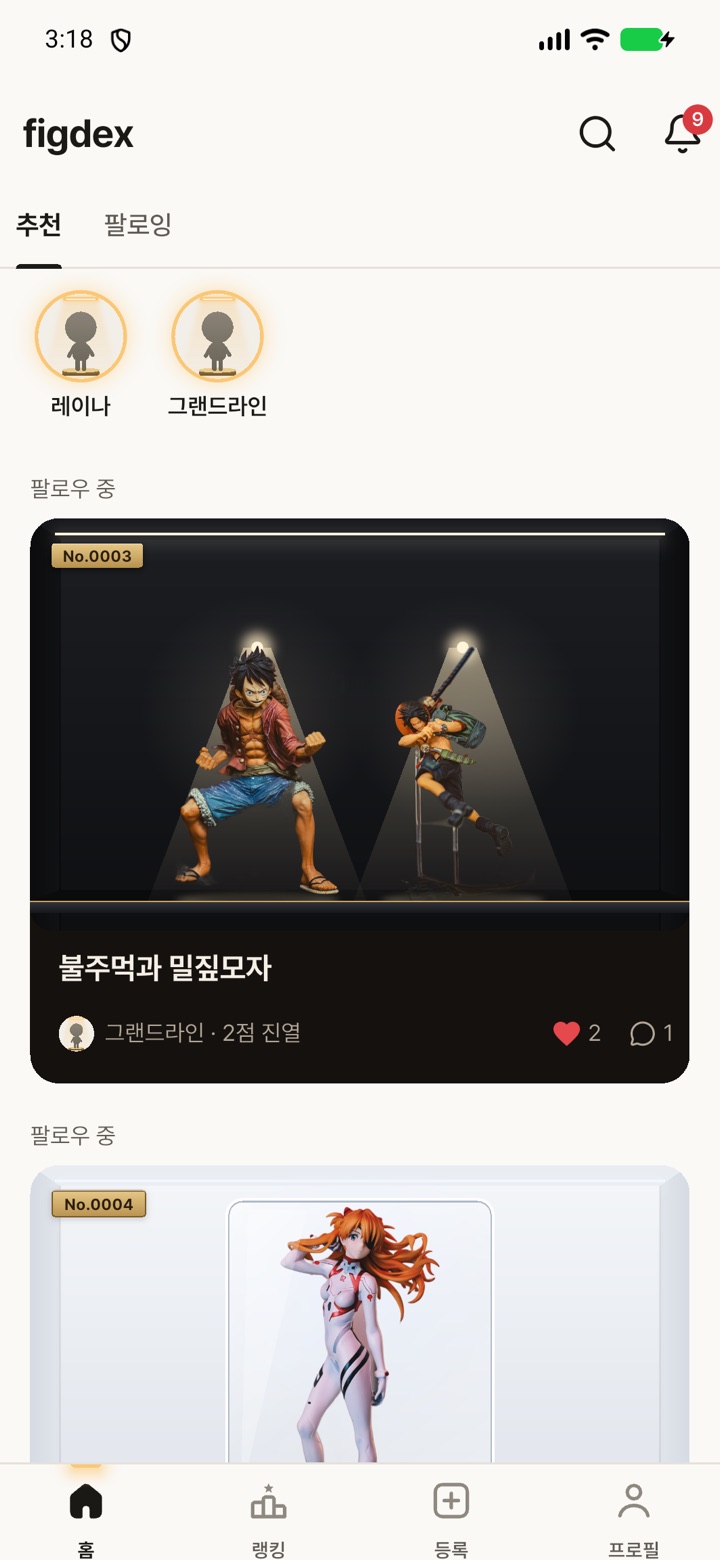 3:18
figdex
9
추천 팔로잉
레이나 그랜드라인
팔로우 중
No.0003
불주먹과 밀짚모자
그랜드라인 · 2점 진열 2 1
팔로우 중
No.0004
홈 랭킹 등록 프로필